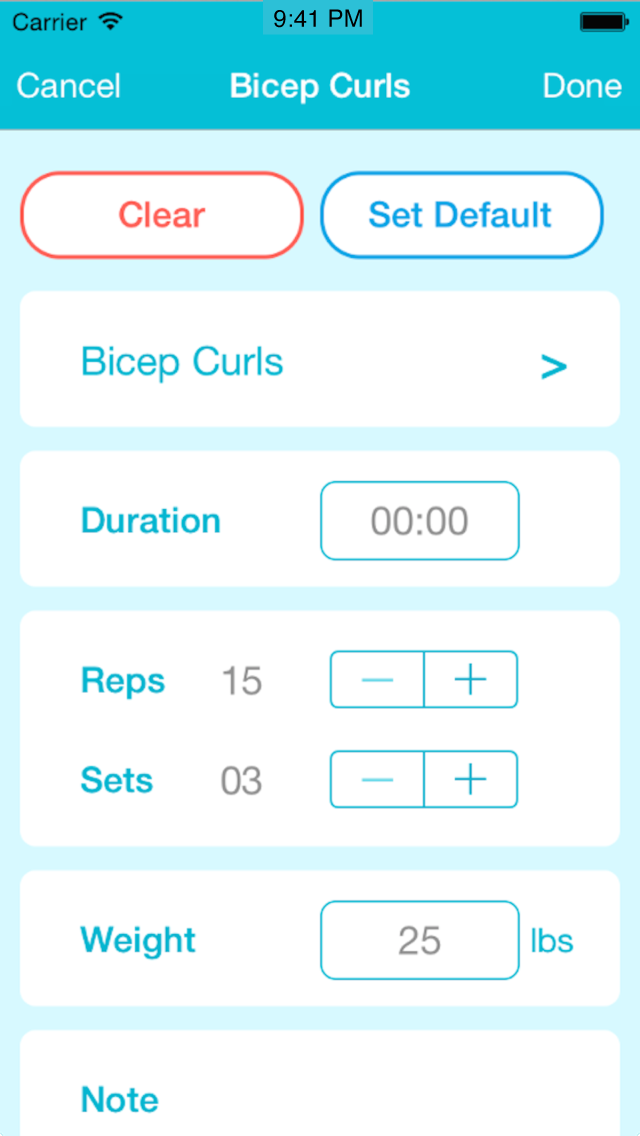 Carrier 9:41 PM
Cancel Bicep Curls Done
Clear Set Default
Bicep Curls >
Duration 00:00
Reps 15 − +
Sets 03 − +
Weight 25 lbs
Note